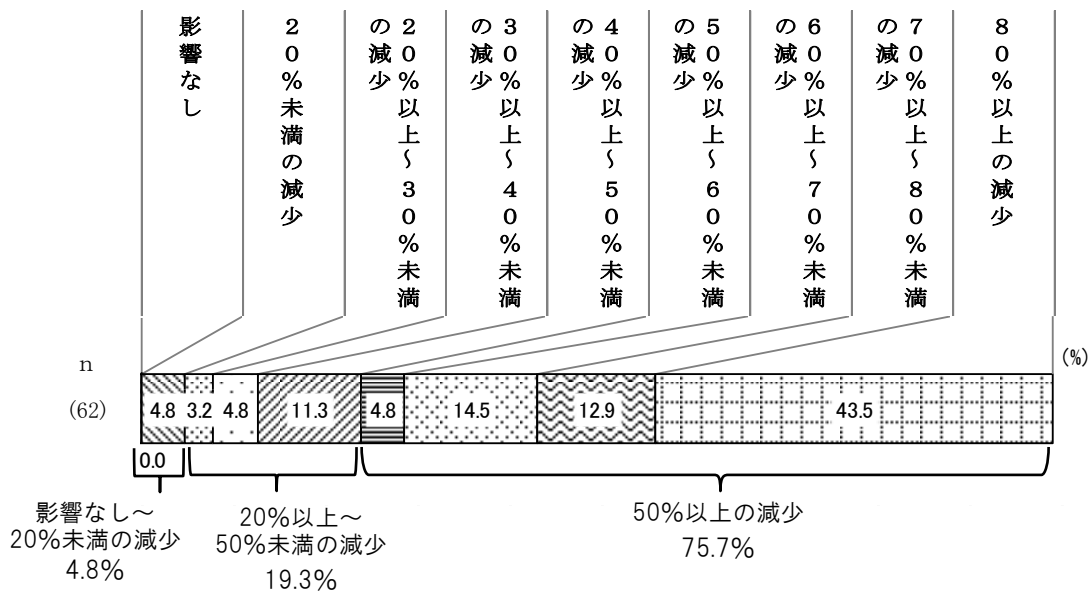 影響なし
20%未満の減少
20%以上~30%未満
の減少
30%以上~40%未満
の減少
40%以上~50%未満
の減少
50%以上~60%未満
の減少
60%以上~70%未満
の減少
70%以上~80%未満
の減少
80%以上の減少
n
(%)
(62)
4.8
3.2
4.8
11.3
4.8
14.5
12.9
43.5
0.0
影響なし~
20%未満の減少
4.8%
20%以上~
50%未満の減少
19.3%
50%以上の減少
75.7%